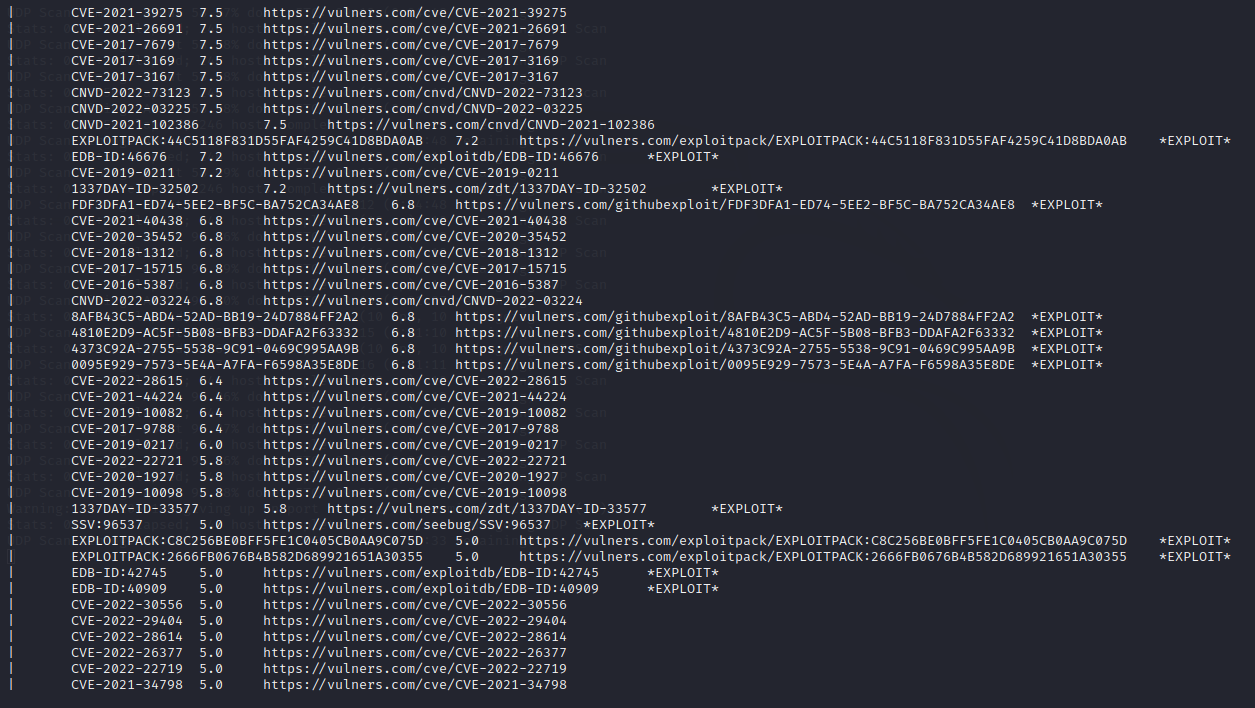 | CVE-2021-39275 7.5 https://vulners.com/cve/CVE-2021-39275
| CVE-2021-26691 7.5 https://vulners.com/cve/CVE-2021-26691
| CVE-2017-7679 7.5 https://vulners.com/cve/CVE-2017-7679
| CVE-2017-3169 7.5 https://vulners.com/cve/CVE-2017-3169
| CVE-2017-3167 7.5 https://vulners.com/cve/CVE-2017-3167
| CNVD-2022-73123 7.5 https://vulners.com/cnvd/CNVD-2022-73123
| CNVD-2022-03225 7.5 https://vulners.com/cnvd/CNVD-2022-03225
| CNVD-2021-102386 7.5 https://vulners.com/cnvd/CNVD-2021-102386
| EXPLOITPACK:44C5118F831D55FAF4259C41D8BDA0AB 7.2 https://vulners.com/exploitpack/EXPLOITPACK:44C5118F831D55FAF4259C41D8BDA0AB *EXPLOIT*
| EDB-ID:46676 7.2 https://vulners.com/exploitdb/EDB-ID:46676 *EXPLOIT*
| CVE-2019-0211 7.2 https://vulners.com/cve/CVE-2019-0211
| 1337DAY-ID-32502 7.2 https://vulners.com/zdt/1337DAY-ID-32502 *EXPLOIT*
| FDF3DFA1-ED74-5EE2-BF5C-BA752CA34AE8 6.8 https://vulners.com/githubexploit/FDF3DFA1-ED74-5EE2-BF5C-BA752CA34AE8 *EXPLOIT*
| CVE-2021-40438 6.8 https://vulners.com/cve/CVE-2021-40438
| CVE-2020-35452 6.8 https://vulners.com/cve/CVE-2020-35452
| CVE-2018-1312 6.8 https://vulners.com/cve/CVE-2018-1312
| CVE-2017-15715 6.8 https://vulners.com/cve/CVE-2017-15715
| CVE-2016-5387 6.8 https://vulners.com/cve/CVE-2016-5387
| CNVD-2022-03224 6.8 https://vulners.com/cnvd/CNVD-2022-03224
| 8AFB43C5-ABD4-52AD-BB19-24D7884FF2A2 6.8 https://vulners.com/githubexploit/8AFB43C5-ABD4-52AD-BB19-24D7884FF2A2 *EXPLOIT*
| 4810E2D9-AC5F-5B08-BFB3-DDAFA2F63332 6.8 https://vulners.com/githubexploit/4810E2D9-AC5F-5B08-BFB3-DDAFA2F63332 *EXPLOIT*
| 4373C92A-2755-5538-9C91-0469C995AA9B 6.8 https://vulners.com/githubexploit/4373C92A-2755-5538-9C91-0469C995AA9B *EXPLOIT*
| 0095E929-7573-5E4A-A7FA-F6598A35E8DE 6.8 https://vulners.com/githubexploit/0095E929-7573-5E4A-A7FA-F6598A35E8DE *EXPLOIT*
| CVE-2022-28615 6.4 https://vulners.com/cve/CVE-2022-28615
| CVE-2021-44224 6.4 https://vulners.com/cve/CVE-2021-44224
| CVE-2019-10082 6.4 https://vulners.com/cve/CVE-2019-10082
| CVE-2017-9788 6.4 https://vulners.com/cve/CVE-2017-9788
| CVE-2019-0217 6.0 https://vulners.com/cve/CVE-2019-0217
| CVE-2022-22721 5.8 https://vulners.com/cve/CVE-2022-22721
| CVE-2020-1927 5.8 https://vulners.com/cve/CVE-2020-1927
| CVE-2019-10098 5.8 https://vulners.com/cve/CVE-2019-10098
| 1337DAY-ID-33577 5.8 https://vulners.com/zdt/1337DAY-ID-33577 *EXPLOIT*
| SSV:96537 5.0 https://vulners.com/seebug/SSV:96537 *EXPLOIT*
| EXPLOITPACK:C8C256BE0BFF5FE1C0405CB0AA9C075D 5.0 https://vulners.com/exploitpack/EXPLOITPACK:C8C256BE0BFF5FE1C0405CB0AA9C075D *EXPLOIT*
| EXPLOITPACK:2666FB0676B4B582D689921651A30355 5.0 https://vulners.com/exploitpack/EXPLOITPACK:2666FB0676B4B582D689921651A30355 *EXPLOIT*
| EDB-ID:42745 5.0 https://vulners.com/exploitdb/EDB-ID:42745 *EXPLOIT*
| EDB-ID:40909 5.0 https://vulners.com/exploitdb/EDB-ID:40909 *EXPLOIT*
| CVE-2022-30556 5.0 https://vulners.com/cve/CVE-2022-30556
| CVE-2022-29404 5.0 https://vulners.com/cve/CVE-2022-29404
| CVE-2022-28614 5.0 https://vulners.com/cve/CVE-2022-28614
| CVE-2022-26377 5.0 https://vulners.com/cve/CVE-2022-26377
| CVE-2022-22719 5.0 https://vulners.com/cve/CVE-2022-22719
| CVE-2021-34798 5.0 https://vulners.com/cve/CVE-2021-34798